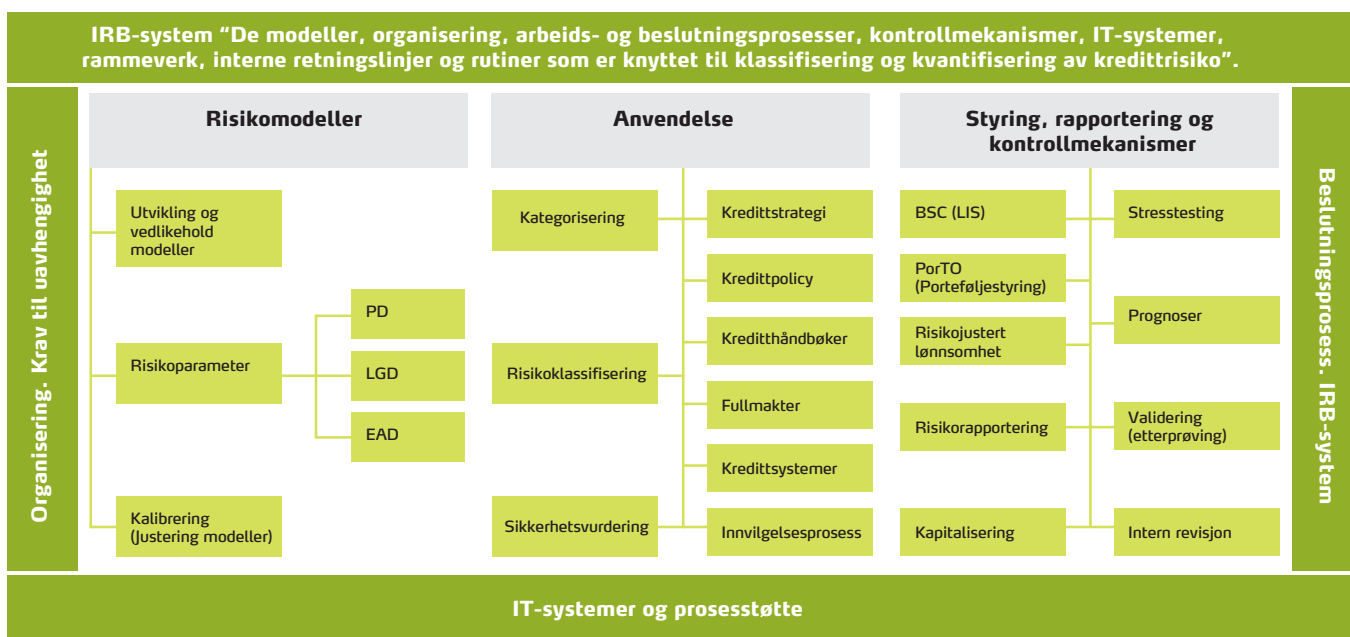 IRB-system “De modeller, organisering, arbeids- og beslutningsprosesser, kontrollmekanismer, IT-systemer,
rammeverk, interne retningslinjer og rutiner som er knyttet til klassifisering og kvantifisering av kredittrisiko”.
Organisering. Krav til uavhengighet
Risikomodeller
Utvikling og
vedlikehold
modeller
Risikoparameter
PD
LGD
EAD
Kalibrering
(Justering modeller)
Anvendelse
Kategorisering
Risikoklassifisering
Sikkerhetsvurdering
Kredittstrategi
Kredittpolicy
Kreditthåndbøker
Fullmakter
Kredittsystemer
Innvilgelsesprosess
Styring, rapportering og
kontrollmekanismer
BSC (LIS)
PorTO
(Porteføljestyring)
Risikojustert
lønnsomhet
Risikorapportering
Kapitalisering
Stresstesting
Prognoser
Validering
(etterprøving)
Intern revisjon
Beslutningsprosess. IRB-system
IT-systemer og prosesstøtte